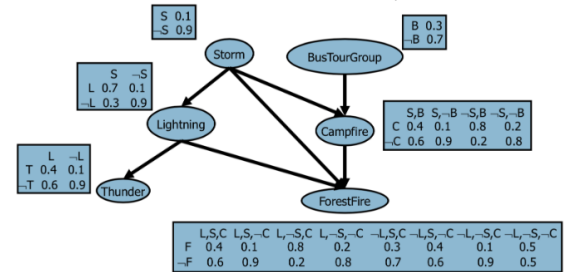 S 0.1
¬S 0.9
B 0.3
¬B 0.7
Storm
BusTourGroup
S ¬S
L 0.7 0.1
¬L 0.3 0.9
Lightning
Campfire
S,B S,¬B ¬S,B ¬S,¬B
C 0.4 0.1 0.8 0.2
¬C 0.6 0.9 0.2 0.8
L ¬L
T 0.4 0.1
¬T 0.6 0.9
Thunder
ForestFire
L,S,C L,S,¬C L,¬S,C L,¬S,¬C ¬L,S,C ¬L,S,¬C ¬L,¬S,C ¬L,¬S,¬C
F 0.4 0.1 0.8 0.2 0.3 0.4 0.1 0.5
¬F 0.6 0.9 0.2 0.8 0.7 0.6 0.9 0.5